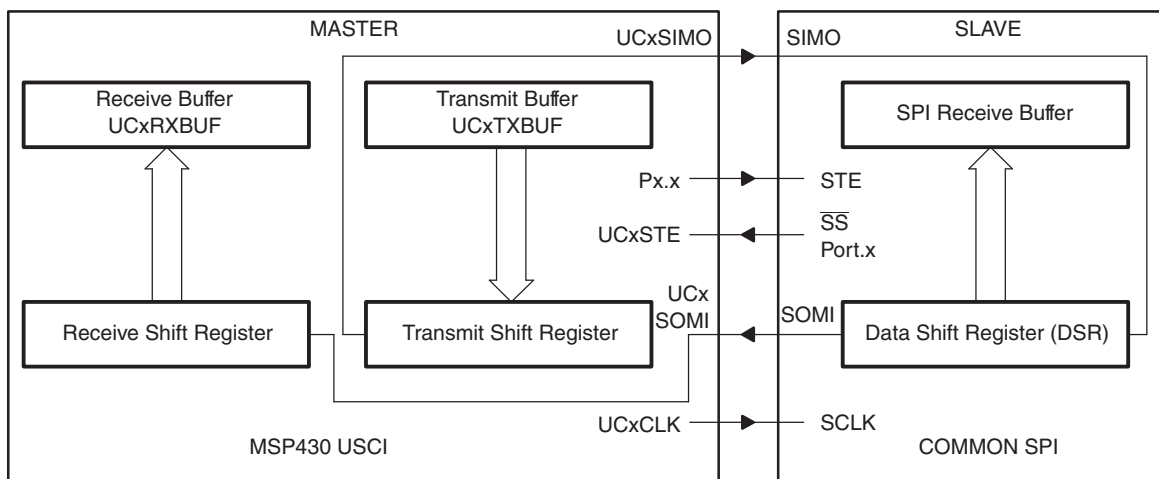 MASTER
UCxSIMO
SIMO
SLAVE
Receive Buffer
UCxRXBUF
Transmit Buffer
UCxTXBUF
SPI Receive Buffer
Px.x
STE
UCxSTE
SS
Port.x
UCx
SOMI
SOMI
Receive Shift Register
Transmit Shift Register
Data Shift Register (DSR)
UCxCLK
SCLK
MSP430 USCI
COMMON SPI